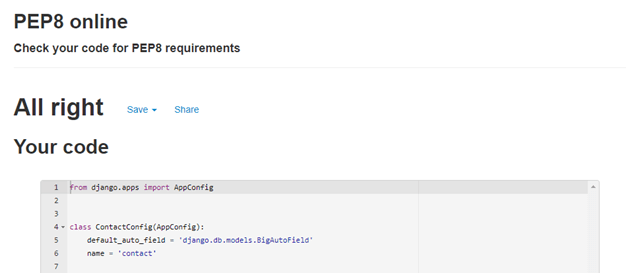 PEP8 online
Check your code for PEP8 requirements
All right Save Share
Your code
1 from django.apps import AppConfig
2
3
4 class ContactConfig(AppConfig):
5     default_auto_field = 'django.db.models.BigAutoField'
6     name = 'contact'
7